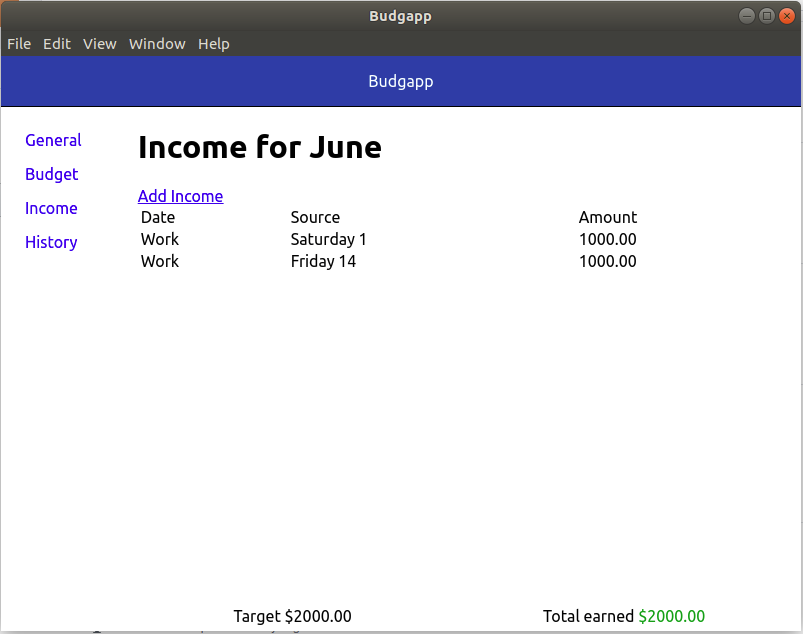 Budgapp
File Edit View Window Help
Budgapp
General
Budget
Income
History
Income for June
Add Income
Date Source Amount
Work Saturday 1 1000.00
Work Friday 14 1000.00
Target $2000.00 Total earned $2000.00